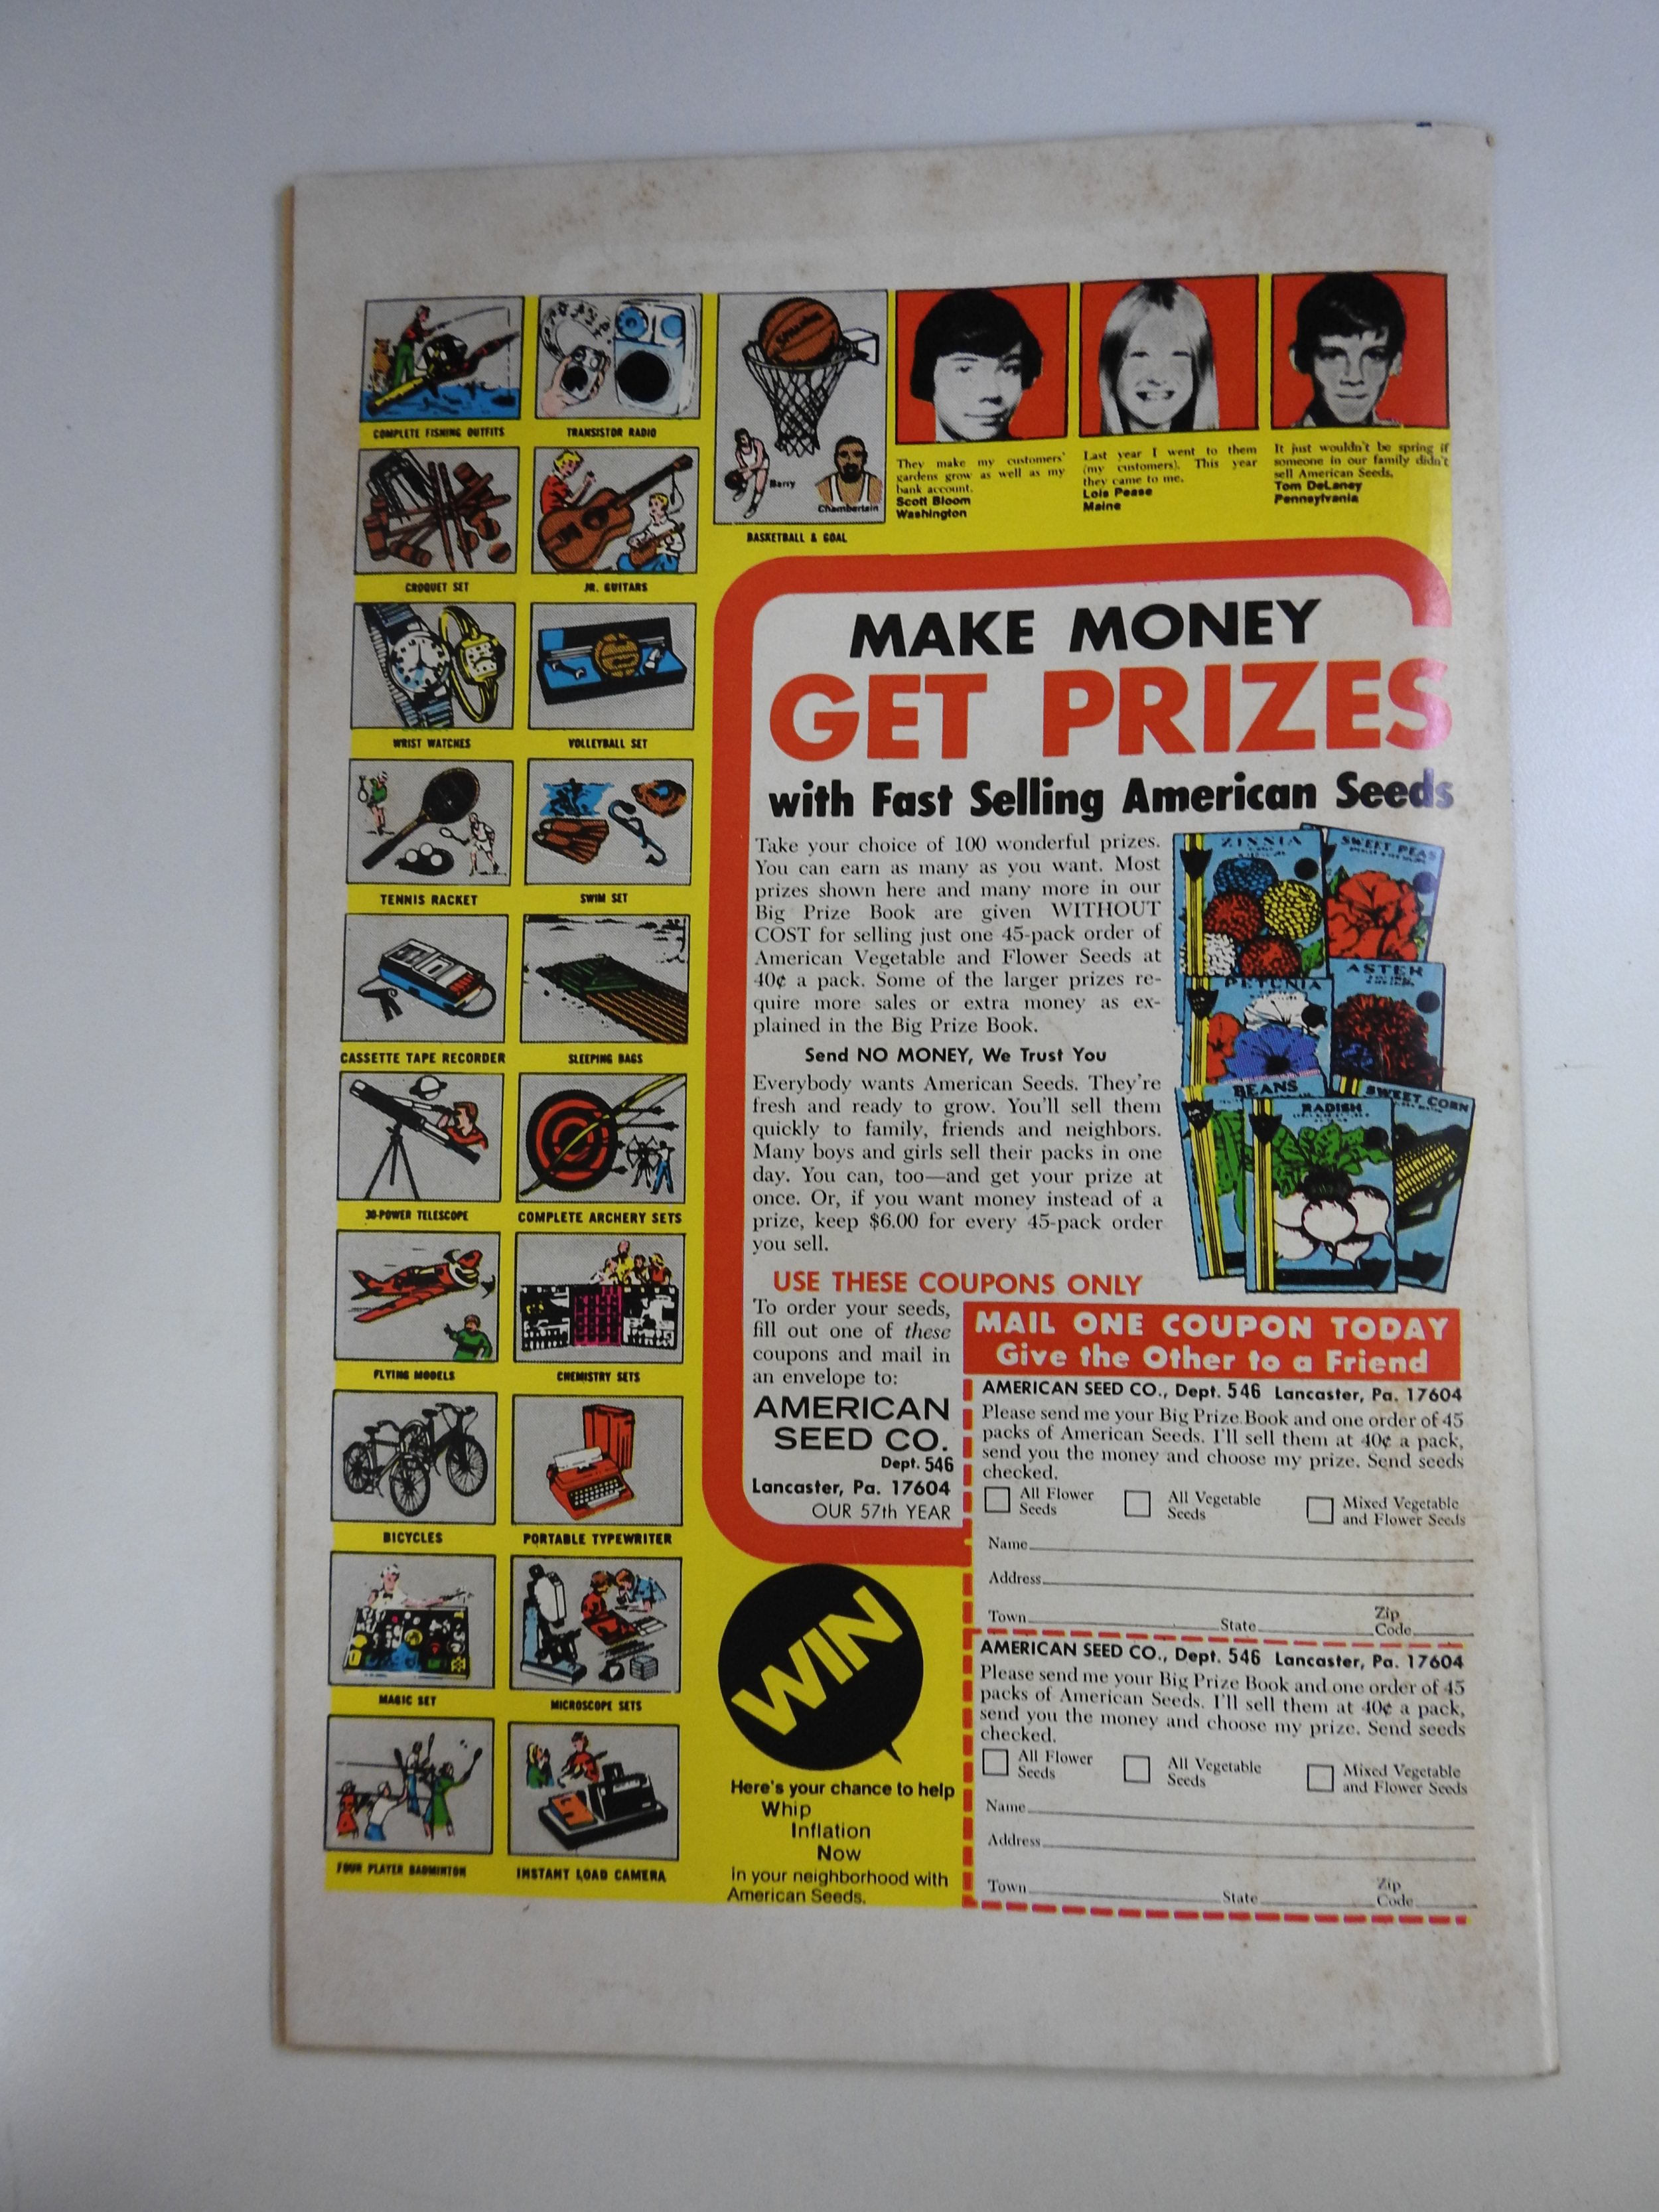 COMPLETE FISHING OUTFITS
TRANSISTOR RADIO
Barry
Chamberlain
BASKETBALL & GOAL
They make my customers'
gardens grow as well as my
bank account.
Scott Bloom
Washington
Last year I went to them
(my customers). This year
they came to me.
Lois Pease
Maine
It just wouldn't be spring if
someone in our family didn't
sell American Seeds.
Tom DeLaney
Pennsylvania
CROQUET SET
JR. GUITARS
WRIST WATCHES
VOLLEYBALL SET
TENNIS RACKET
SWIM SET
CASSETTE TAPE RECORDER
SLEEPING BAGS
30-POWER TELESCOPE
COMPLETE ARCHERY SETS
FLYING MODELS
CHEMISTRY SETS
BICYCLES
PORTABLE TYPEWRITER
MAGIC SET
MICROSCOPE SETS
FOUR PLAYER BADMINTON
INSTANT LOAD CAMERA
MAKE MONEY
GET PRIZES
with Fast Selling American Seeds
Take your choice of 100 wonderful prizes.
You can earn as many as you want. Most
prizes shown here and many more in our
Big Prize Book are given WITHOUT
COST for selling just one 45-pack order of
American Vegetable and Flower Seeds at
40¢ a pack. Some of the larger prizes re-
quire more sales or extra money as ex-
plained in the Big Prize Book.
Send NO MONEY, We Trust You
Everybody wants American Seeds. They're
fresh and ready to grow. You'll sell them
quickly to family, friends and neighbors.
Many boys and girls sell their packs in one
day. You can, too—and get your prize at
once. Or, if you want money instead of a
prize, keep $6.00 for every 45-pack order
you sell.
ZINNIA
SWEET PEAS
PETUNIA
ASTER
BEANS
RADISH
SWEET CORN
USE THESE COUPONS ONLY
To order your seeds,
fill out one of these
coupons and mail in
an envelope to:
AMERICAN
SEED CO.
Dept. 546
Lancaster, Pa. 17604
OUR 57th YEAR
WIN
Here's your chance to help
Whip
Inflation
Now
in your neighborhood with
American Seeds.
MAIL ONE COUPON TODAY
Give the Other to a Friend
AMERICAN SEED CO., Dept. 546 Lancaster, Pa. 17604
Please send me your Big Prize Book and one order of 45
packs of American Seeds. I'll sell them at 40¢ a pack,
send you the money and choose my prize. Send seeds
checked.
All Flower Seeds
All Vegetable Seeds
Mixed Vegetable and Flower Seeds
Name
Address
Town State Zip Code
AMERICAN SEED CO., Dept. 546 Lancaster, Pa. 17604
Please send me your Big Prize Book and one order of 45
packs of American Seeds. I'll sell them at 40¢ a pack,
send you the money and choose my prize. Send seeds
checked.
All Flower Seeds
All Vegetable Seeds
Mixed Vegetable and Flower Seeds
Name
Address
Town State Zip Code